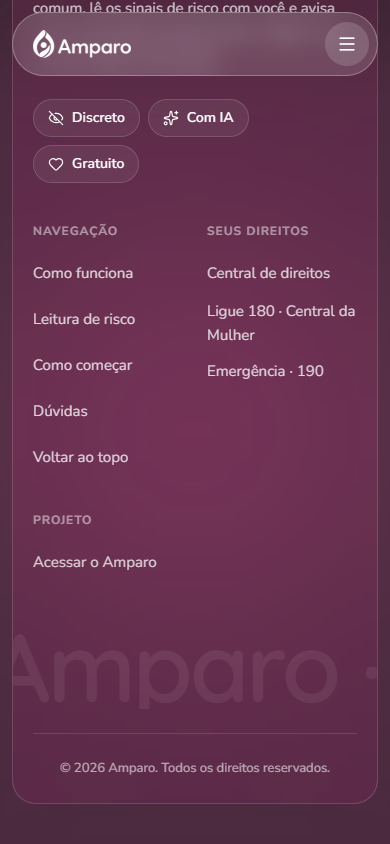 comum, lê os sinais de risco com você e avisa
Amparo
Discreto
Com IA
Gratuito
NAVEGAÇÃO
Como funciona
Leitura de risco
Como começar
Dúvidas
Voltar ao topo
SEUS DIREITOS
Central de direitos
Ligue 180 · Central da
Mulher
Emergência · 190
PROJETO
Acessar o Amparo
Amparo ·
© 2026 Amparo. Todos os direitos reservados.